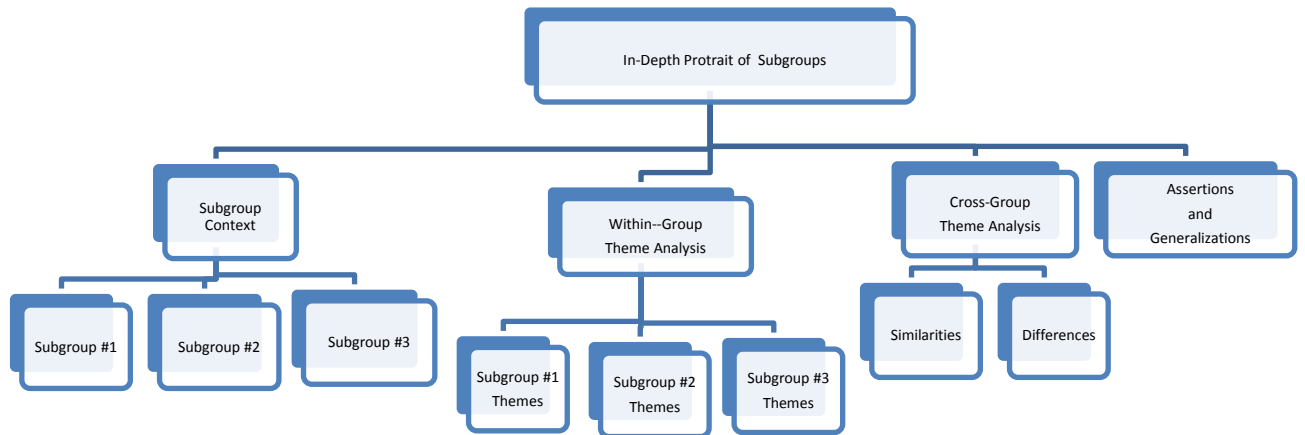 In-Depth Protrait of Subgroups
Subgroup
Context
Within--Group
Theme Analysis
Cross-Group
Theme Analysis
Assertions
and
Generalizations
Subgroup #1
Subgroup #2
Subgroup #3
Subgroup #1
Themes
Subgroup #2
Themes
Subgroup #3
Themes
Similarities
Differences